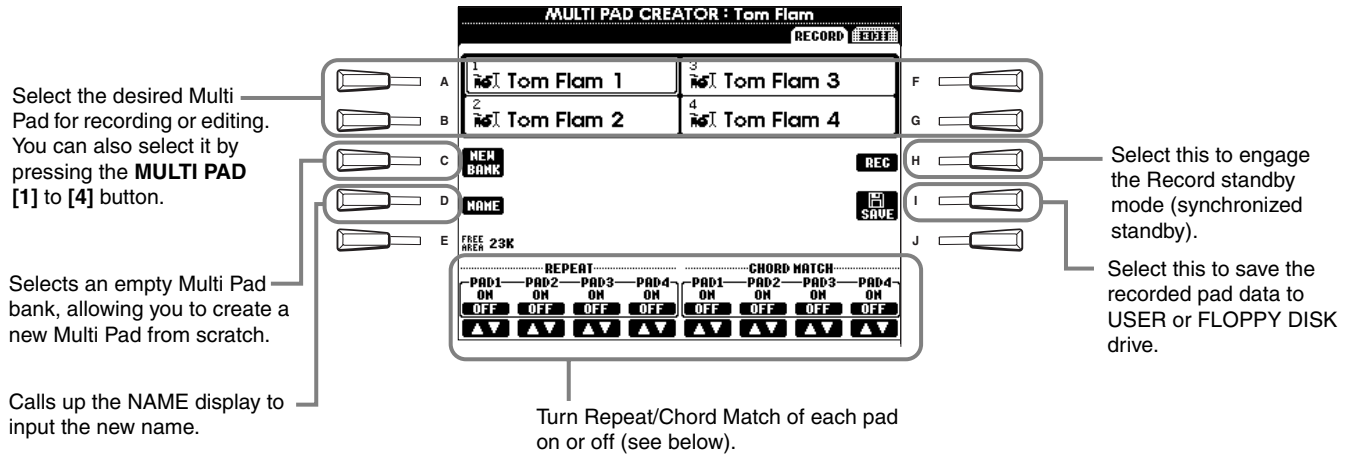 MULTI PAD CREATOR : Tom Flam
RECORD EDIT
Select the desired Multi
Pad for recording or editing.
You can also select it by
pressing the MULTI PAD
[1] to [4] button.
Selects an empty Multi Pad
bank, allowing you to create a
new Multi Pad from scratch.
Calls up the NAME display to
input the new name.
A
B
C
D
E
1
Tom Flam 1
3
Tom Flam 3
2
Tom Flam 2
4
Tom Flam 4
NEW
BANK
REC
NAME
SAVE
FREE
AREA 23K
REPEAT CHORD MATCH
PAD1 PAD2 PAD3 PAD4 PAD1 PAD2 PAD3 PAD4
ON ON ON ON ON ON ON ON
OFF OFF OFF OFF OFF OFF OFF OFF
F
G
H
I
J
Select this to engage
the Record standby
mode (synchronized
standby).
Select this to save the
recorded pad data to
USER or FLOPPY DISK
drive.
Turn Repeat/Chord Match of each pad
on or off (see below).